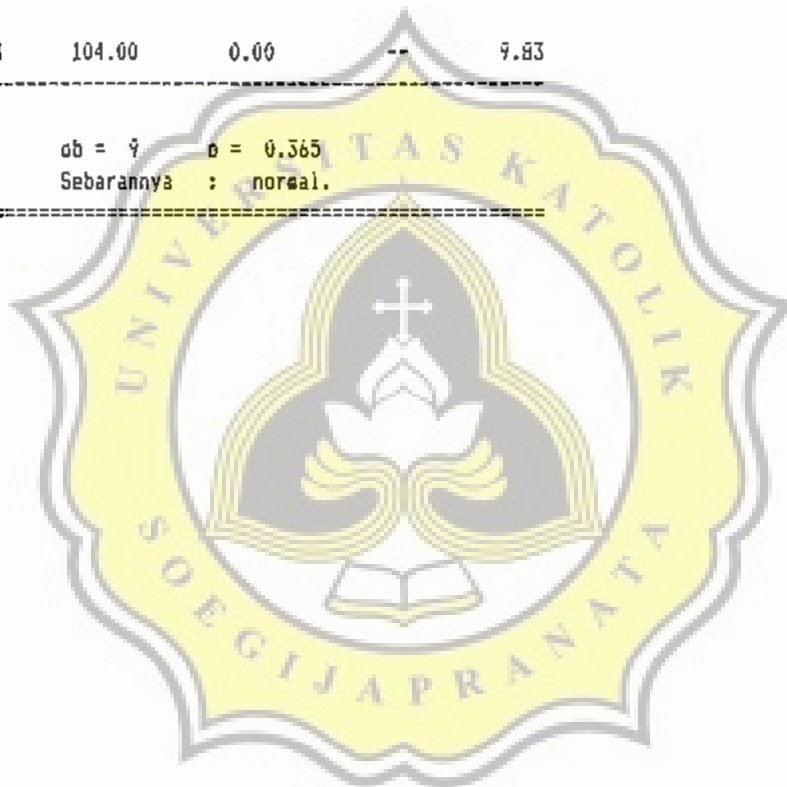 104.00 0.00 -- 9.83
db = 9 p = 0.365
Sebarannya : normal.
UNIVERSITAS KATOLIK
SOEGIJAPRANATA